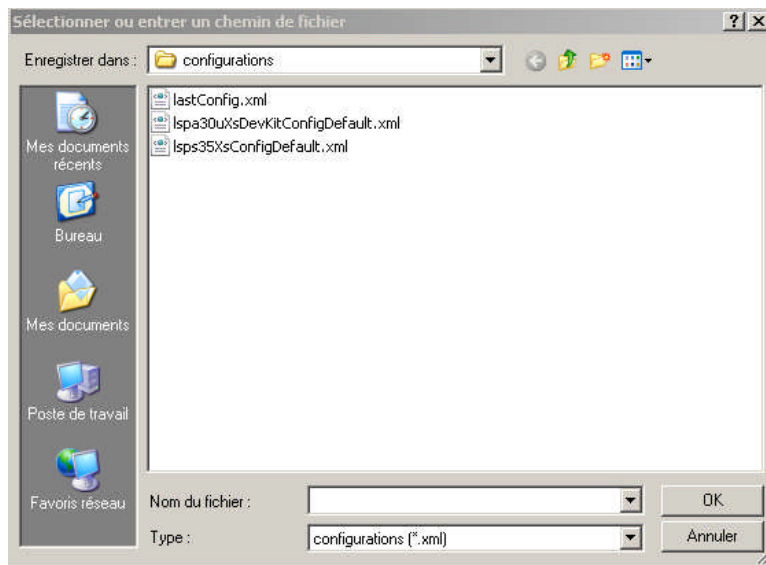 Sélectionner ou entrer un chemin de fichier
Enregistrer dans :
configurations
lastConfig.xml
lspa30uXsDevKitConfigDefault.xml
lsps35XsConfigDefault.xml
Mes documents
récents
Bureau
Mes documents
Poste de travail
Favoris réseau
Nom du fichier :
OK
Type :
configurations (*.xml)
Annuler